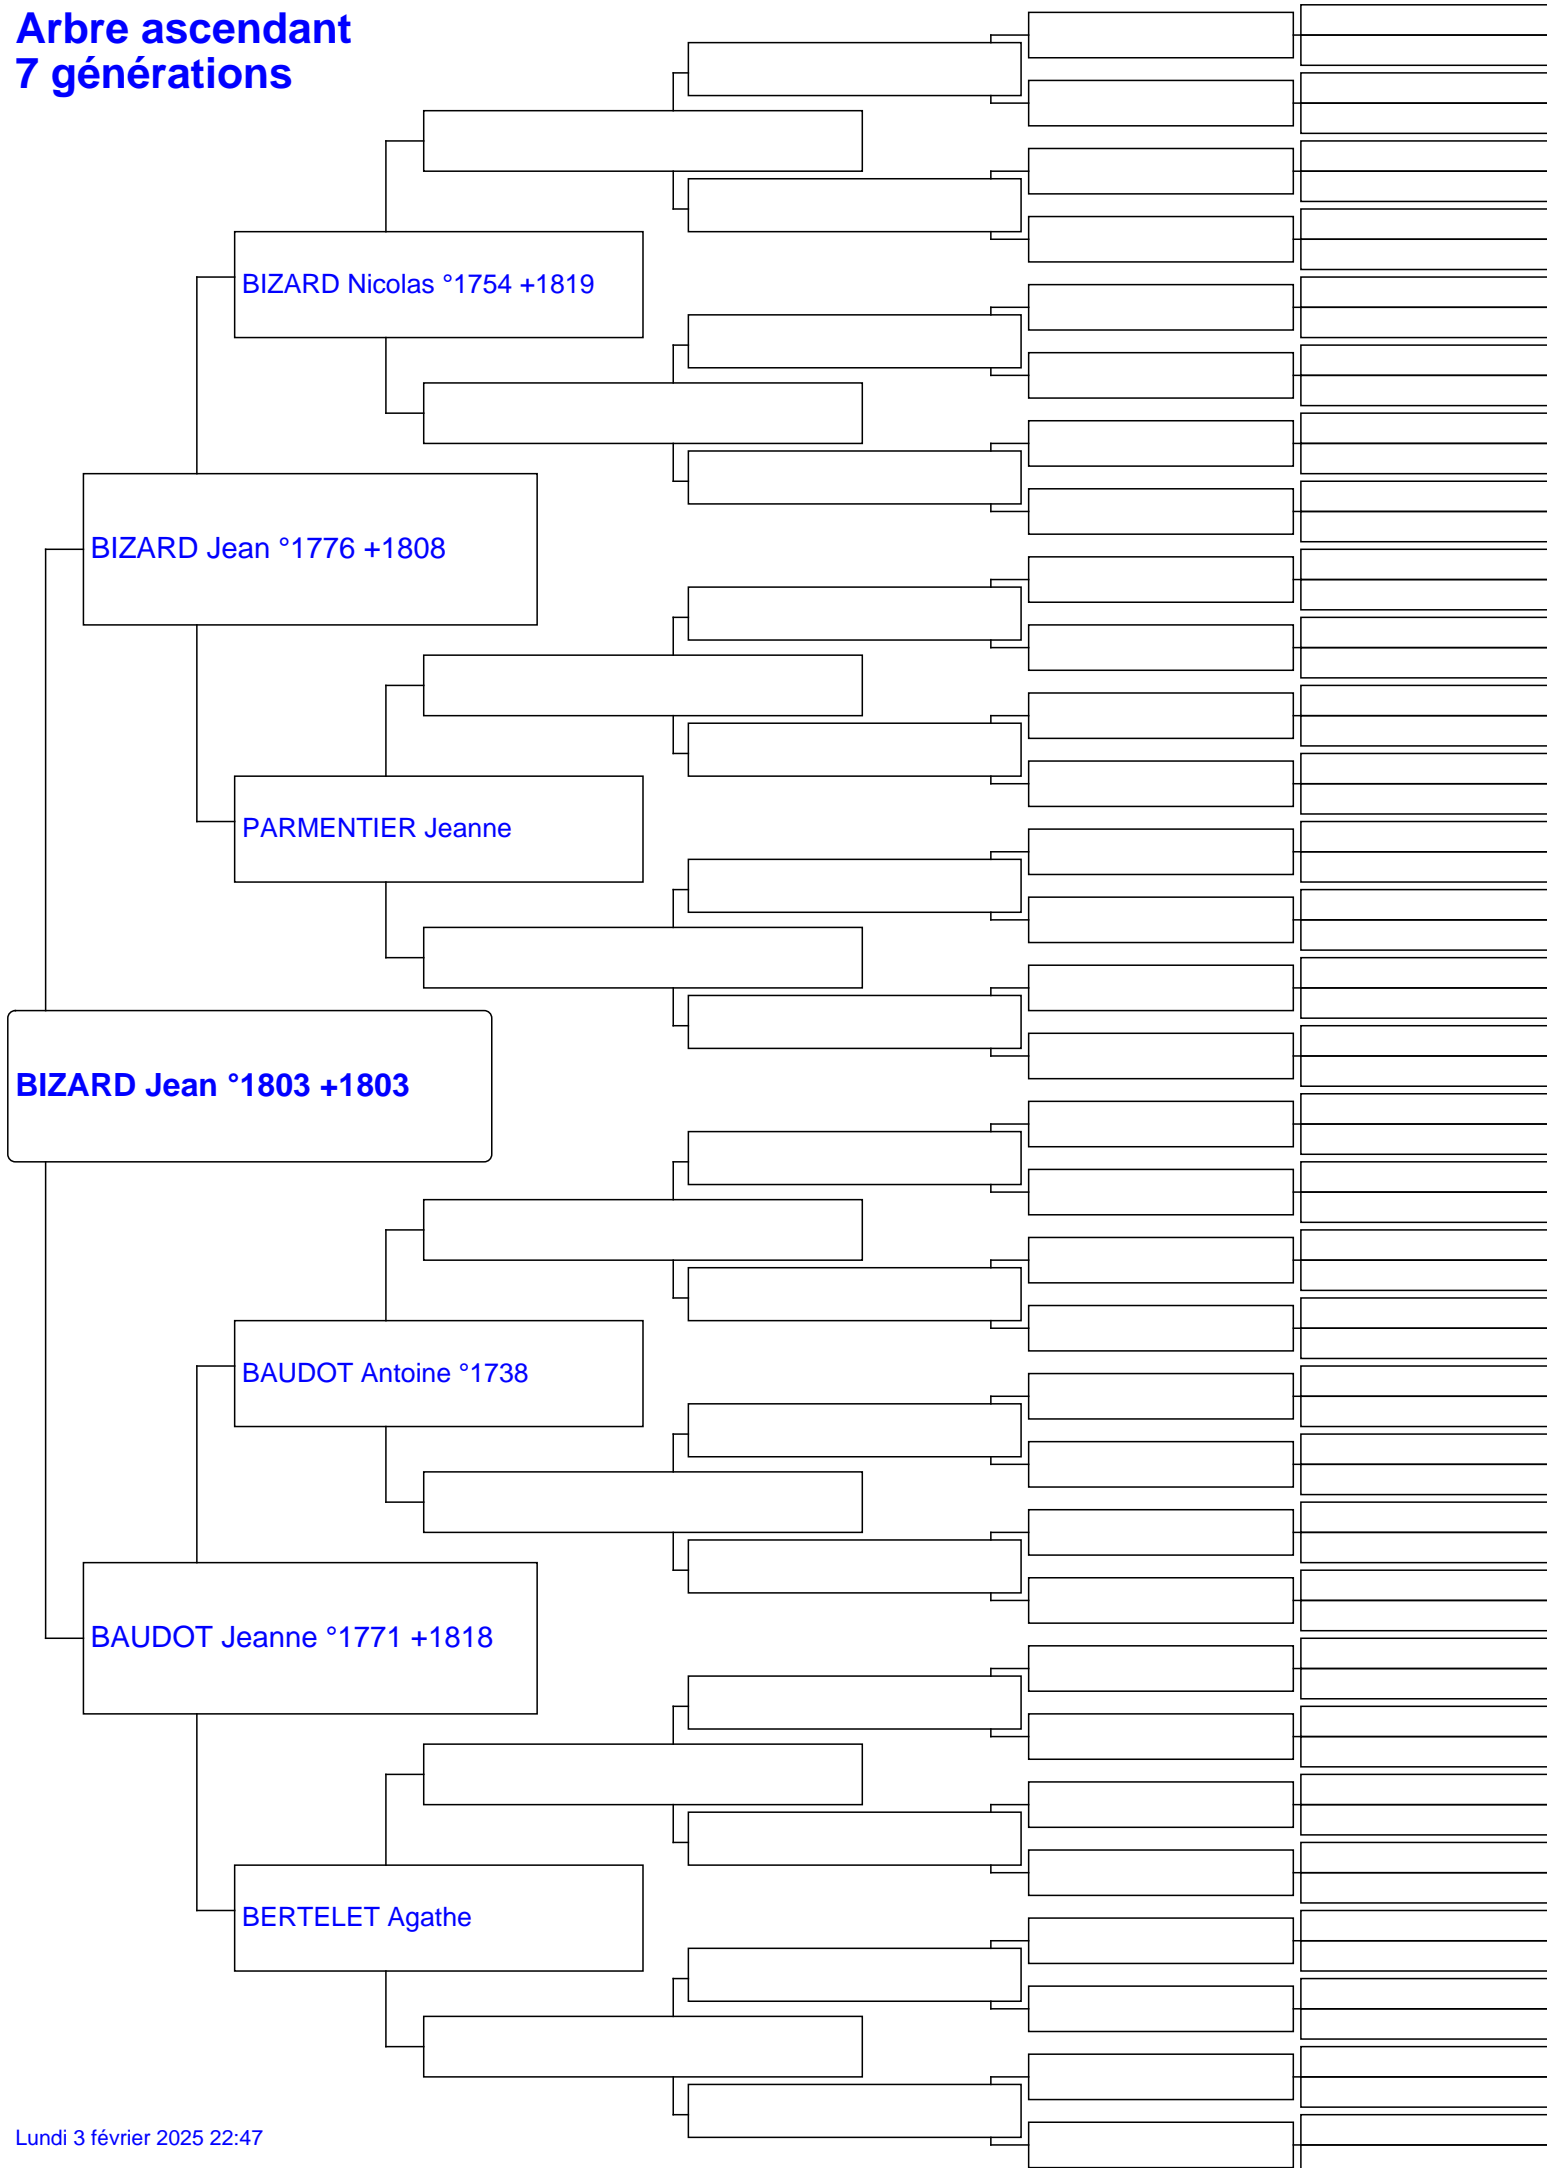 Arbre ascendant
7 générations
BIZARD Nicolas °1754 +1819
BIZARD Jean °1776 +1808
PARMENTIER Jeanne
BIZARD Jean °1803 +1803
BAUDOT Antoine °1738
BAUDOT Jeanne °1771 +1818
BERTELET Agathe
Lundi 3 février 2025 22:47